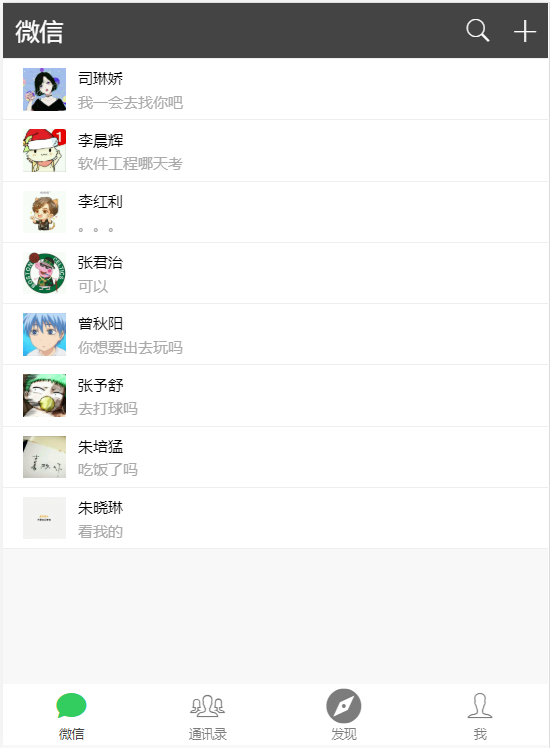 微信
司琳娇
我一会去找你吧
1
李晨辉
软件工程哪天考
李红利
。。。
张君治
可以
曾秋阳
你想要出去玩吗
张予舒
去打球吗
朱培猛
吃饭了吗
朱晓琳
看我的
微信
通讯录
发现
我